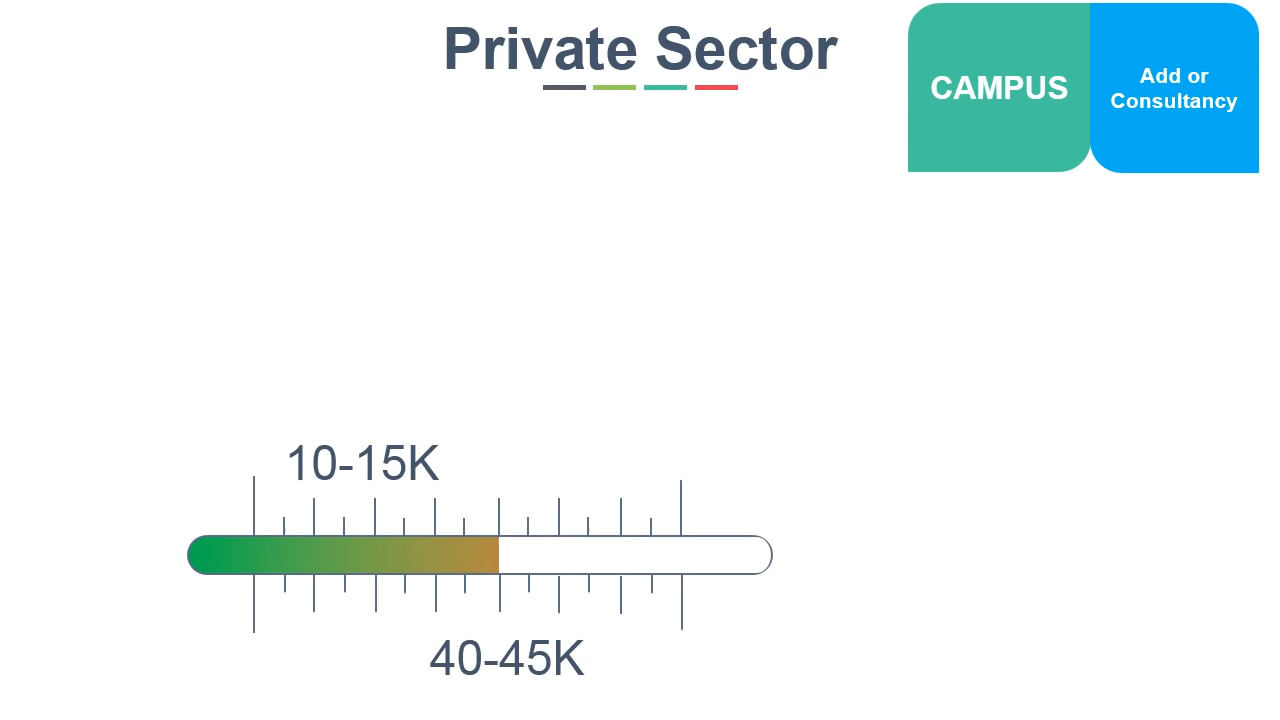 Private Sector
CAMPUS
Add or
Consultancy
10-15K
40-45K